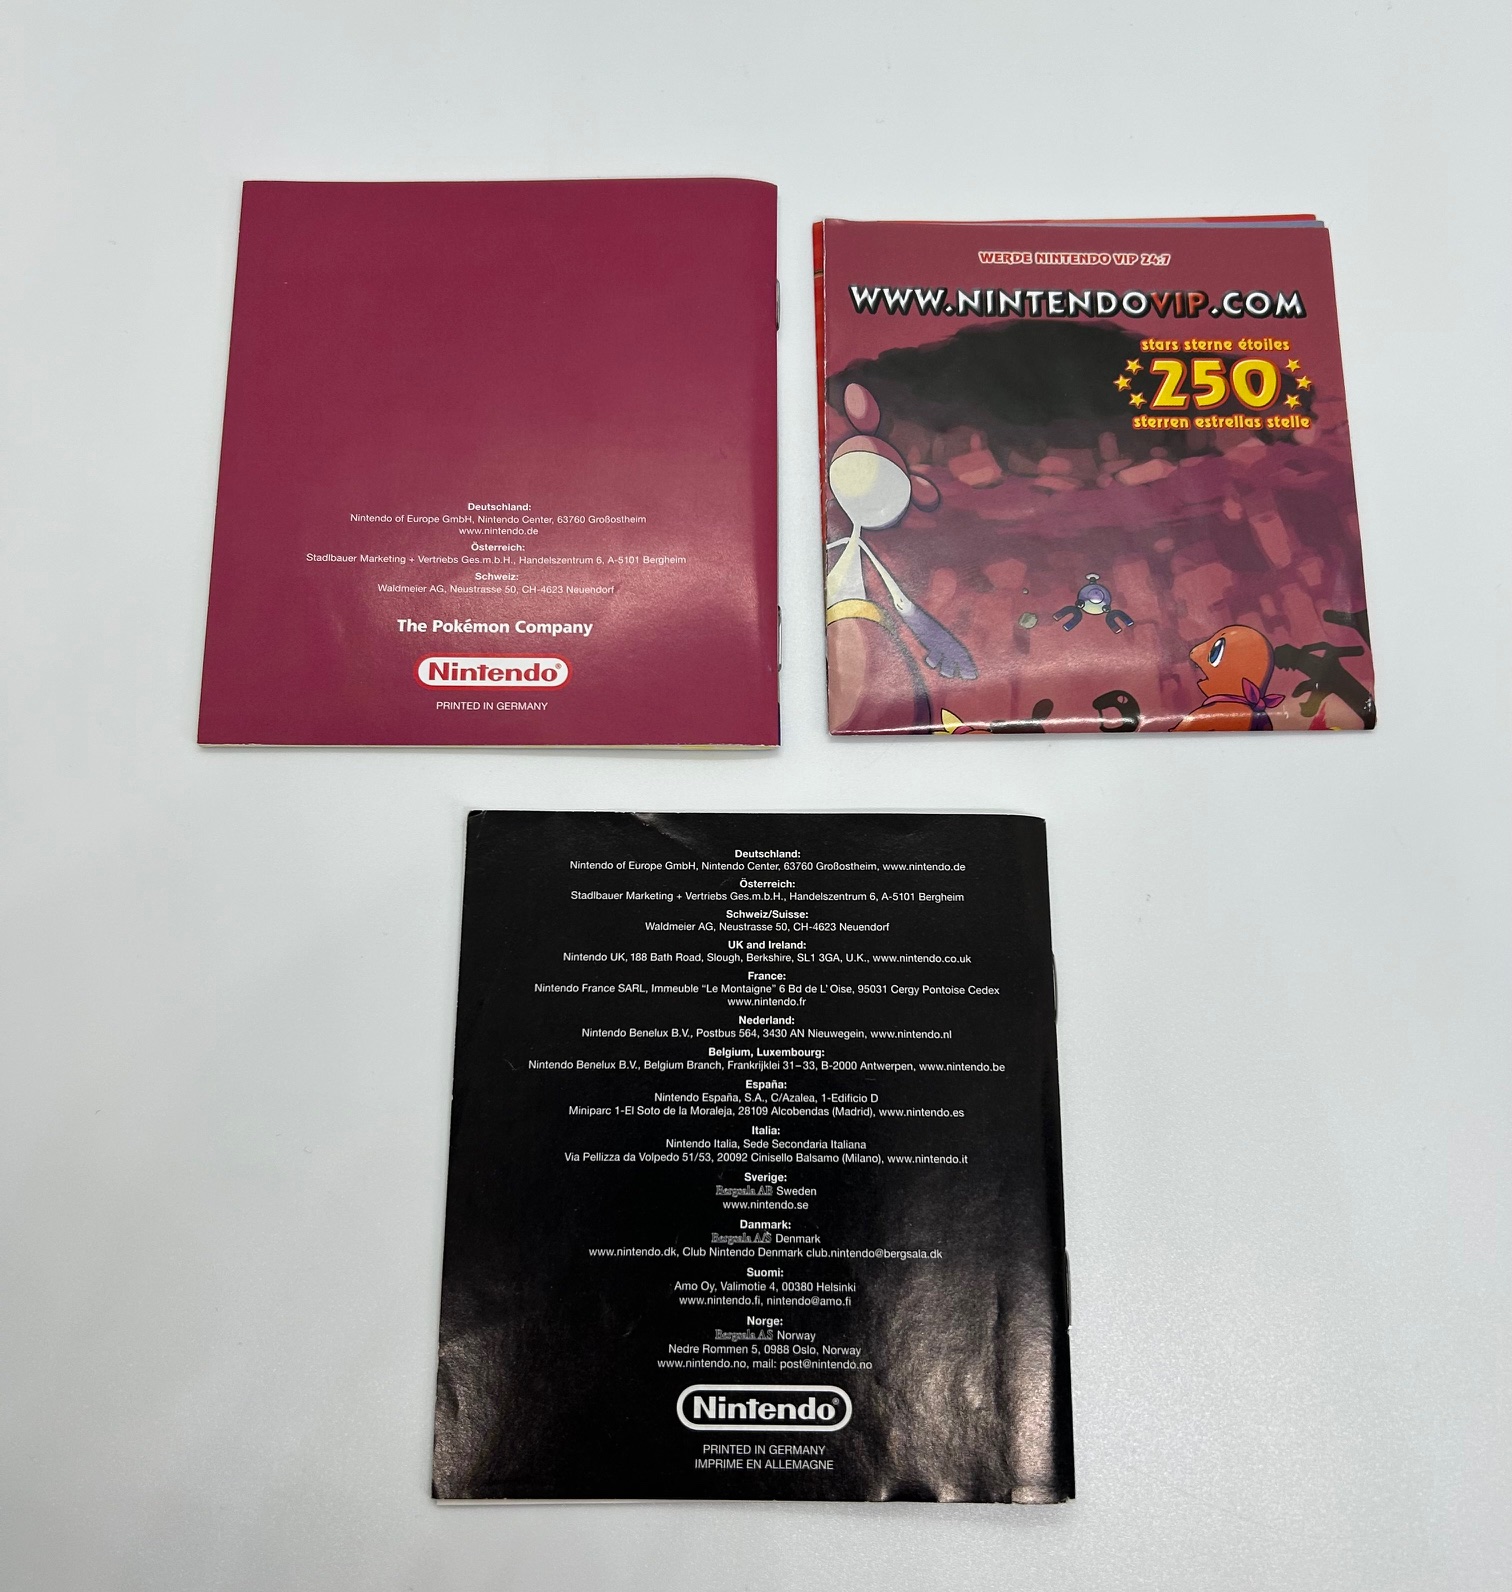 Deutschland:
Nintendo of Europe GmbH, Nintendo Center, 63760 Großostheim
www.nintendo.de
Österreich:
Stadlbauer Marketing + Vertriebs Ges.m.b.H., Handelszentrum 6, A-5101 Bergheim
Schweiz:
Waldmeier AG, Neustrasse 50, CH-4623 Neuendorf
The Pokémon Company
Nintendo®
PRINTED IN GERMANY
WERDE NINTENDO VIP 24:7
WWW.NINTENDOVIP.COM
stars sterne étoiles
250
sterren estrellas stelle
Deutschland:
Nintendo of Europe GmbH, Nintendo Center, 63760 Großostheim, www.nintendo.de
Österreich:
Stadlbauer Marketing + Vertriebs Ges.m.b.H., Handelszentrum 6, A-5101 Bergheim
Schweiz/Suisse:
Waldmeier AG, Neustrasse 50, CH-4623 Neuendorf
UK and Ireland:
Nintendo UK, 188 Bath Road, Slough, Berkshire, SL1 3GA, U.K., www.nintendo.co.uk
France:
Nintendo France SARL, Immeuble "Le Montaigne" 6 Bd de L' Oise, 95031 Cergy Pontoise Cedex
www.nintendo.fr
Nederland:
Nintendo Benelux B.V., Postbus 564, 3430 AN Nieuwegein, www.nintendo.nl
Belgium, Luxembourg:
Nintendo Benelux B.V., Belgium Branch, Frankrijklei 31–33, B-2000 Antwerpen, www.nintendo.be
España:
Nintendo España, S.A., C/Azalea, 1-Edificio D
Miniparc 1-El Soto de la Moraleja, 28109 Alcobendas (Madrid), www.nintendo.es
Italia:
Nintendo Italia, Sede Secondaria Italiana
Via Pellizza da Volpedo 51/53, 20092 Cinisello Balsamo (Milano), www.nintendo.it
Sverige:
Bergsala AB Sweden
www.nintendo.se
Danmark:
Bergsala A/S Denmark
www.nintendo.dk, Club Nintendo Denmark club.nintendo@bergsala.dk
Suomi:
Amo Oy, Valimotie 4, 00380 Helsinki
www.nintendo.fi, nintendo@amo.fi
Norge:
Bergsala AS Norway
Nedre Rommen 5, 0988 Oslo, Norway
www.nintendo.no, mail: post@nintendo.no
Nintendo®
PRINTED IN GERMANY
IMPRIME EN ALLEMAGNE